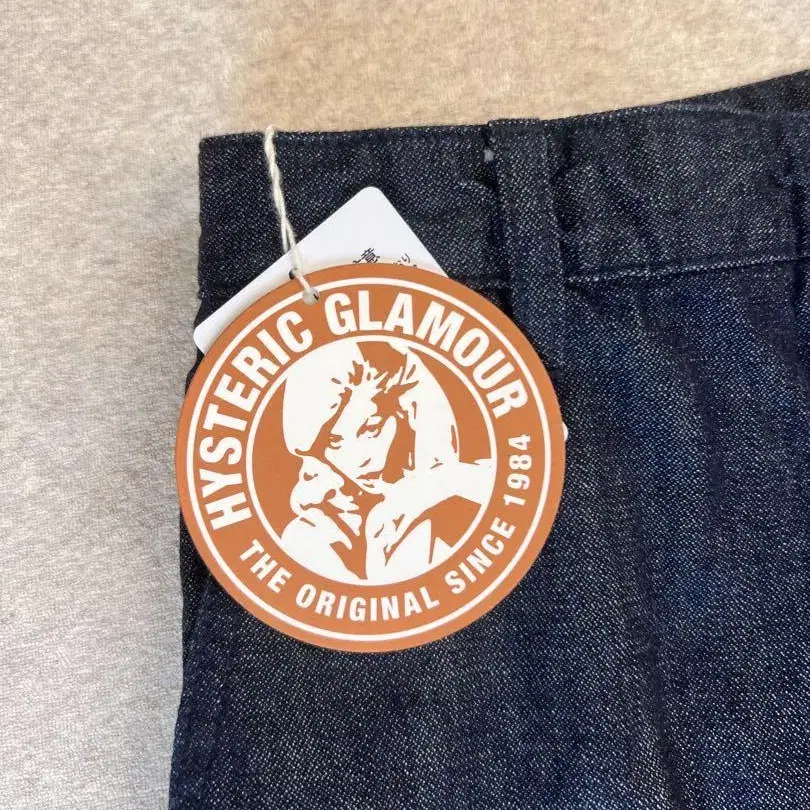 HYSTERIC GLAMOUR
THE ORIGINAL SINCE 1984